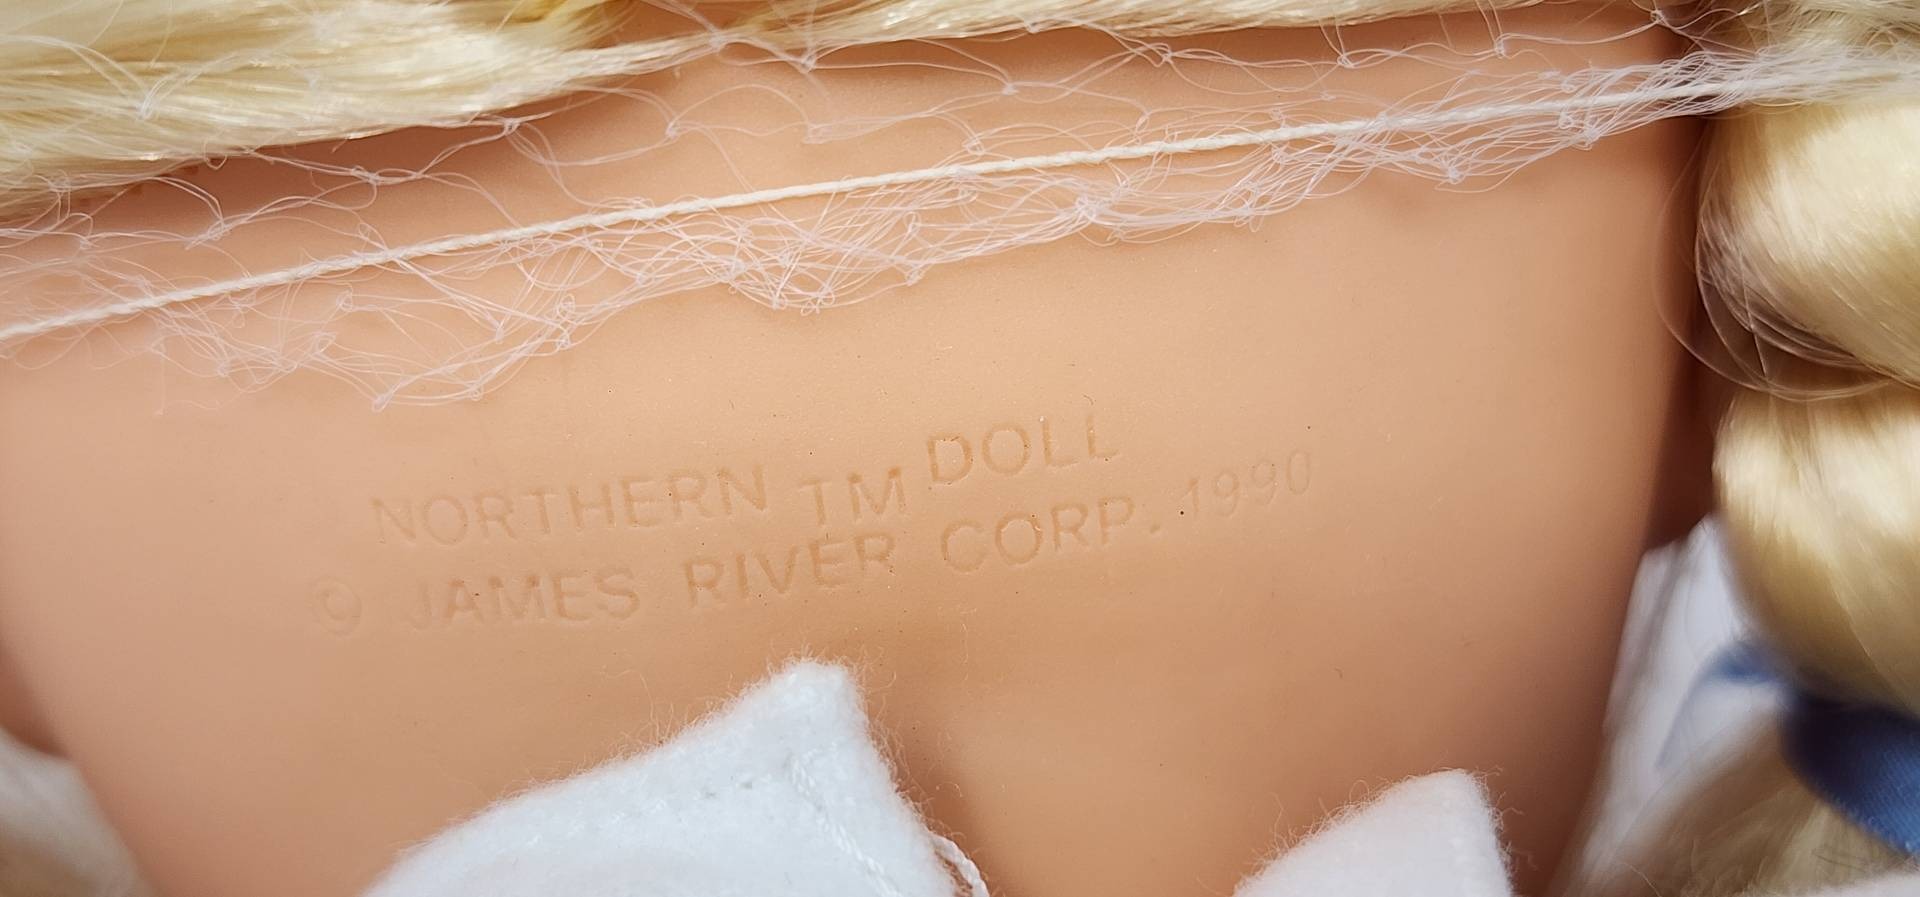 NORTHERN TM DOLL
© JAMES RIVER CORP. 1990